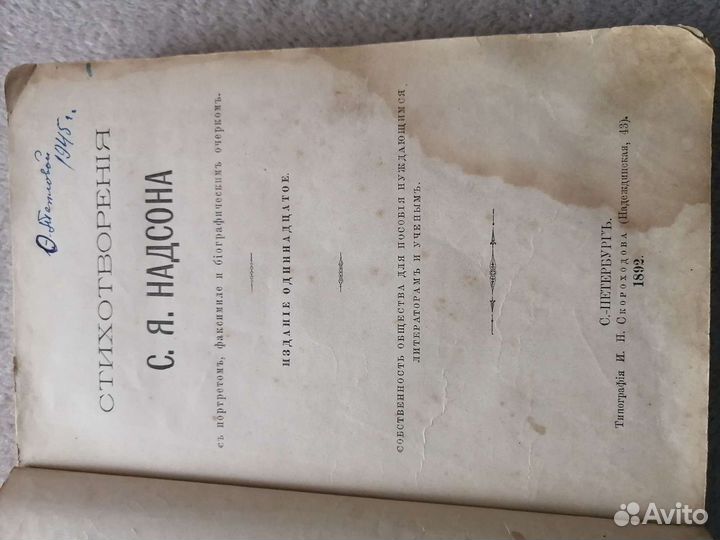 1945 г.
СТИХОТВОРЕНІЯ
С. Я. НАДСОНА
съ портретомъ, факсимиле и біографическимъ очеркомъ.
ИЗДАНІЕ ОДИННАДЦАТОЕ.
СОБСТВЕННОСТЬ ОБЩЕСТВА ДЛЯ ПОСОБІЯ НУЖДАЮЩИМСЯ
ЛИТЕРАТОРАМЪ И УЧЕНЫМЪ.
С.-ПЕТЕРБУРГЪ.
Типографія И. Н. Скороходова (Надеждинская, 43).
1892.
Avito